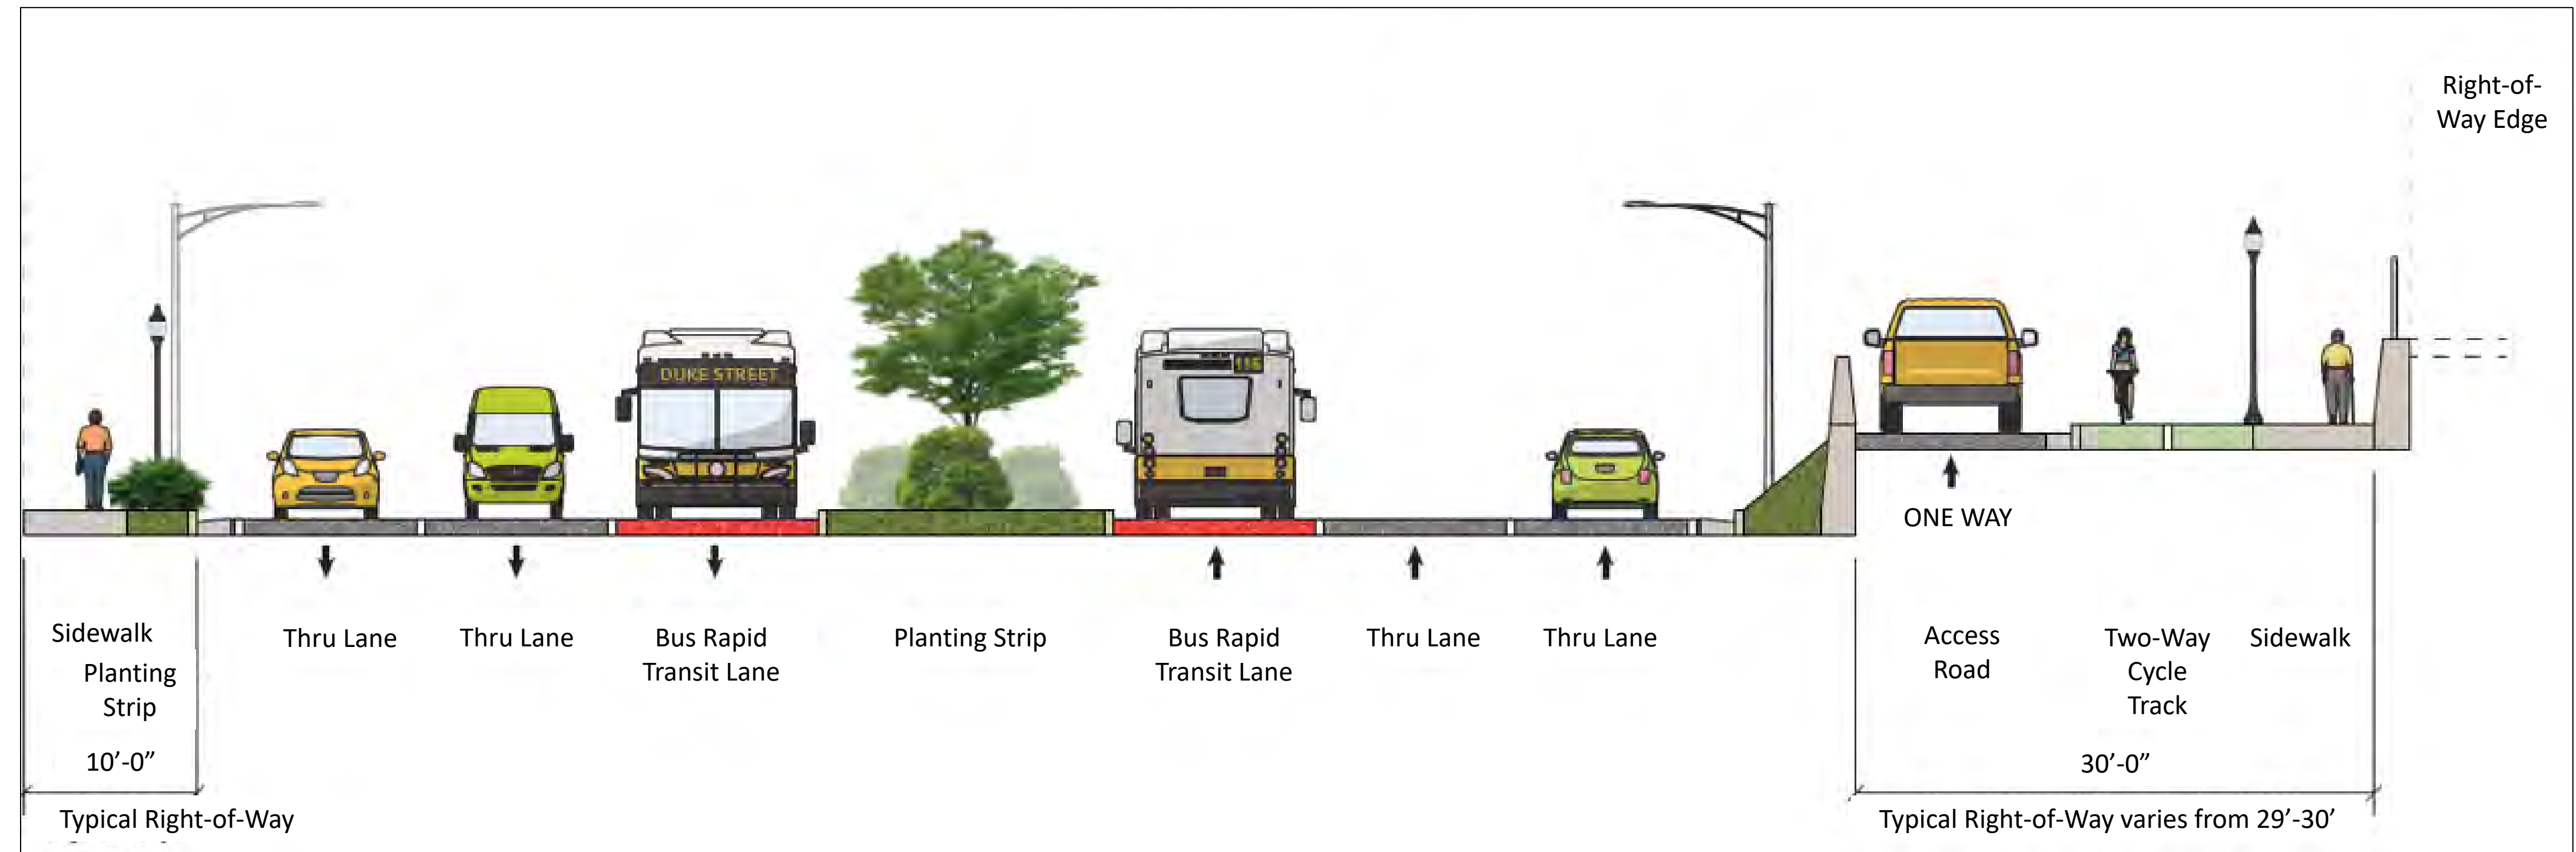 Right-of-
Way Edge
DUKE STREET
116
ONE WAY
Sidewalk
Planting
Strip
Thru Lane
Thru Lane
Bus Rapid
Transit Lane
Planting Strip
Bus Rapid
Transit Lane
Thru Lane
Thru Lane
Access
Road
Two-Way
Cycle
Track
Sidewalk
10’-0”
30’-0”
Typical Right-of-Way
Typical Right-of-Way varies from 29’-30’